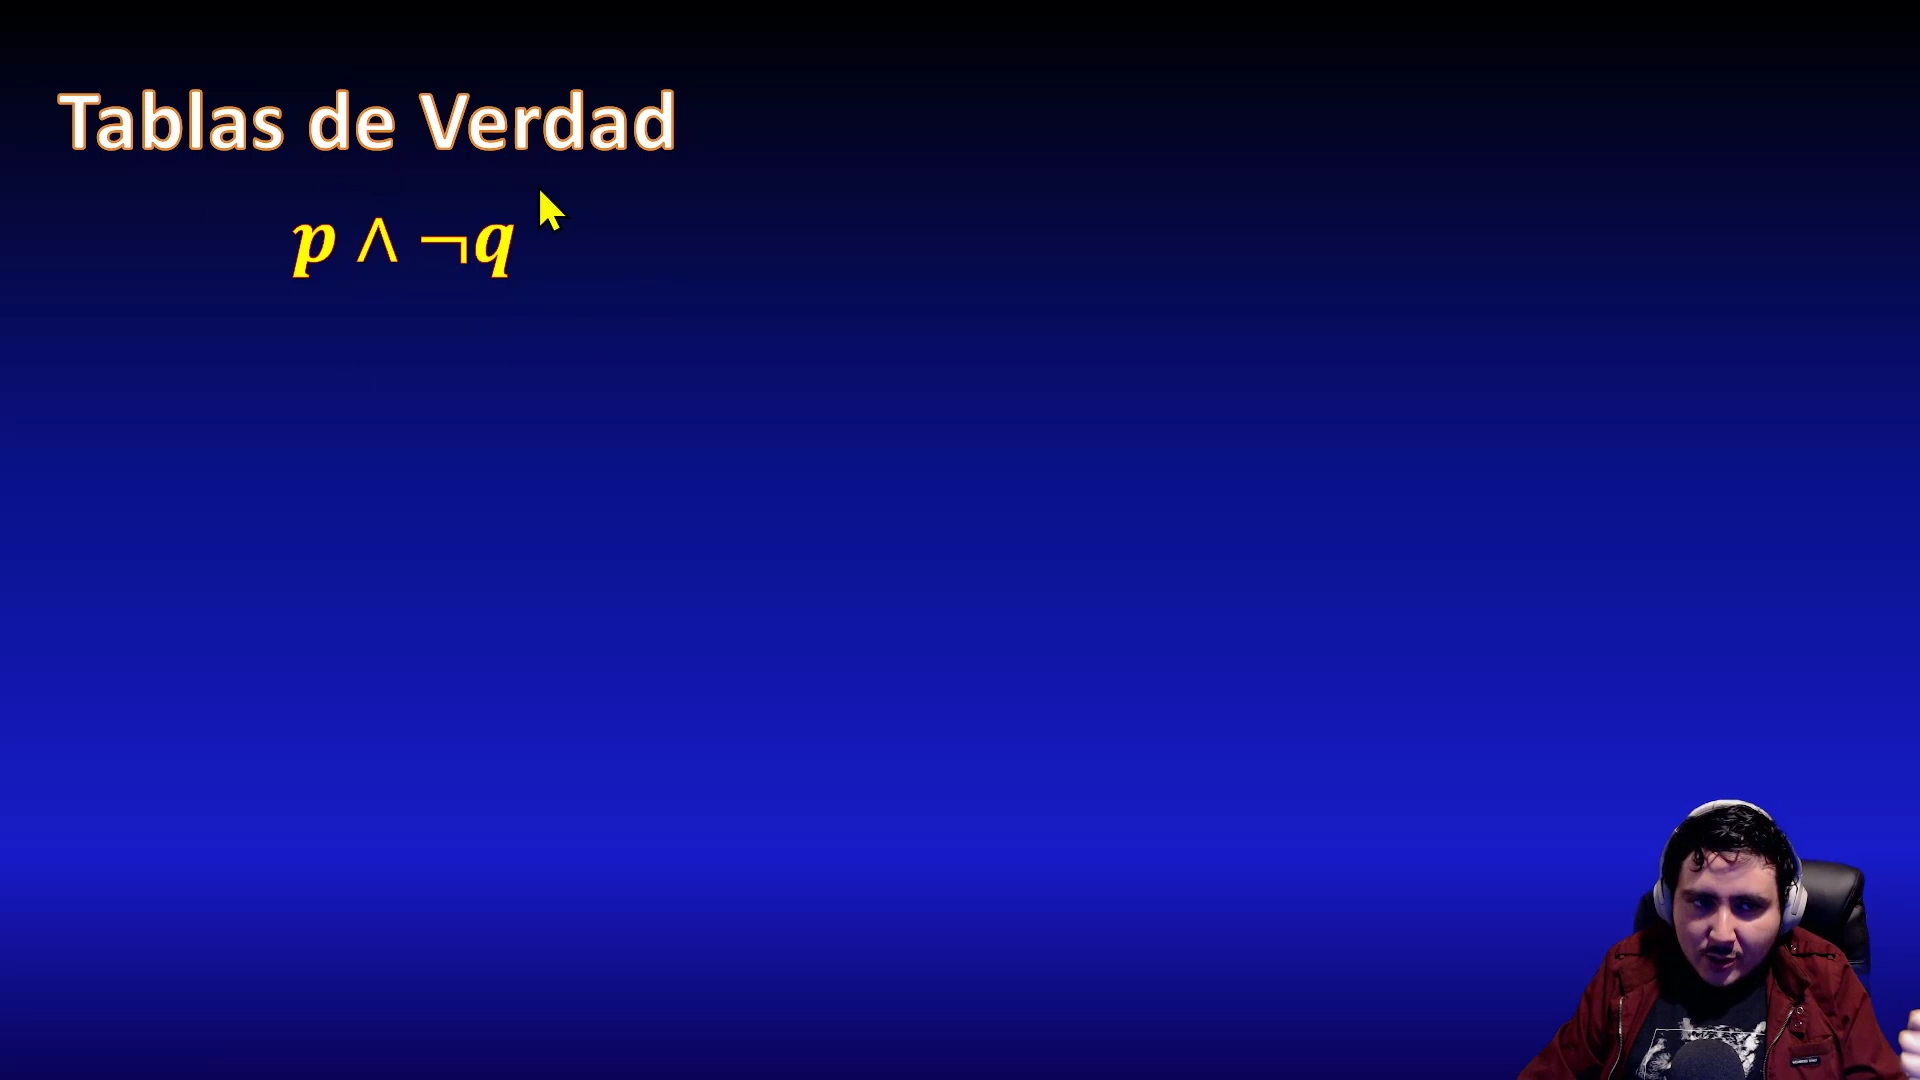 Tablas de Verdad
p ∧ ¬q